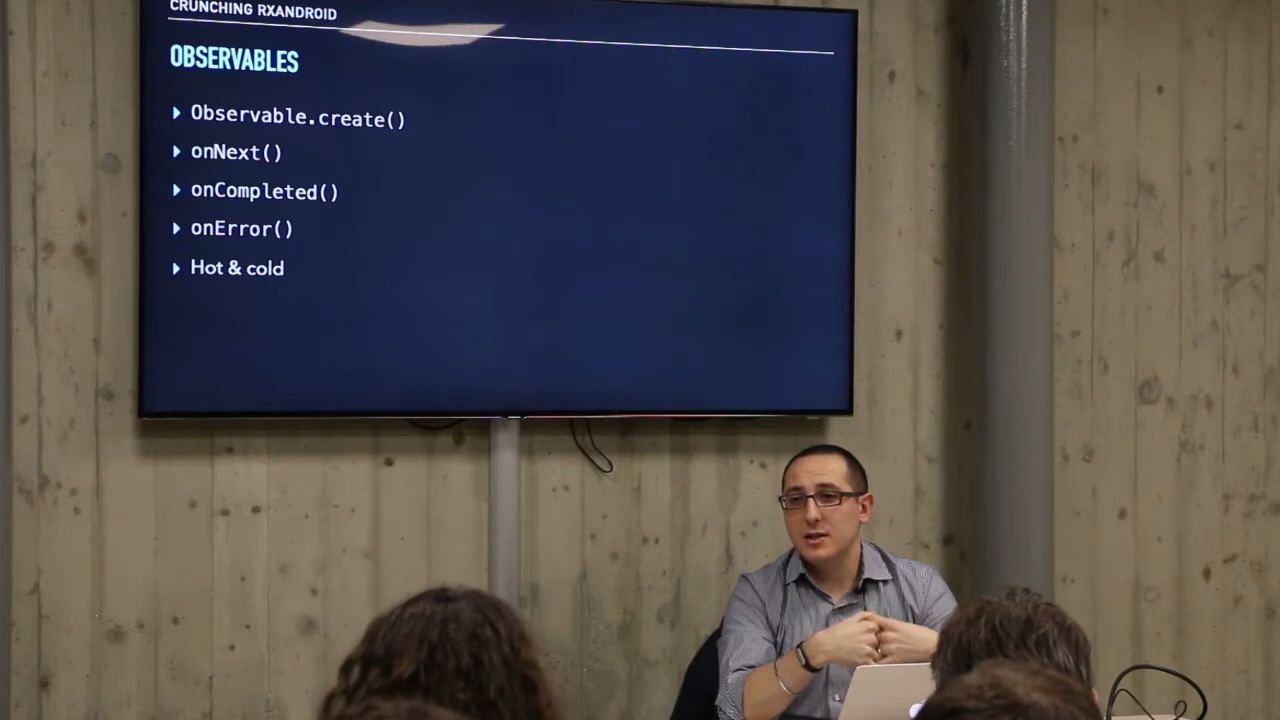 CRUNCHING RXANDROID
OBSERVABLES
Observable.create()
onNext()
onCompleted()
onError()
Hot & cold